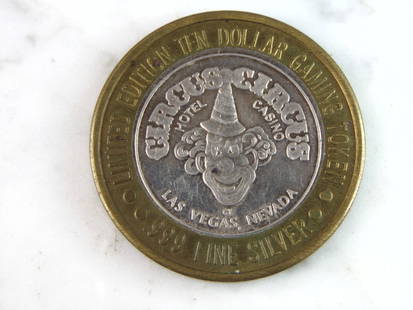 LIMITED EDITION TEN DOLLAR GAMING TOKEN
.999 FINE SILVER
CIRCUS CIRCUS
HOTEL CASINO
LAS VEGAS, NEVADA